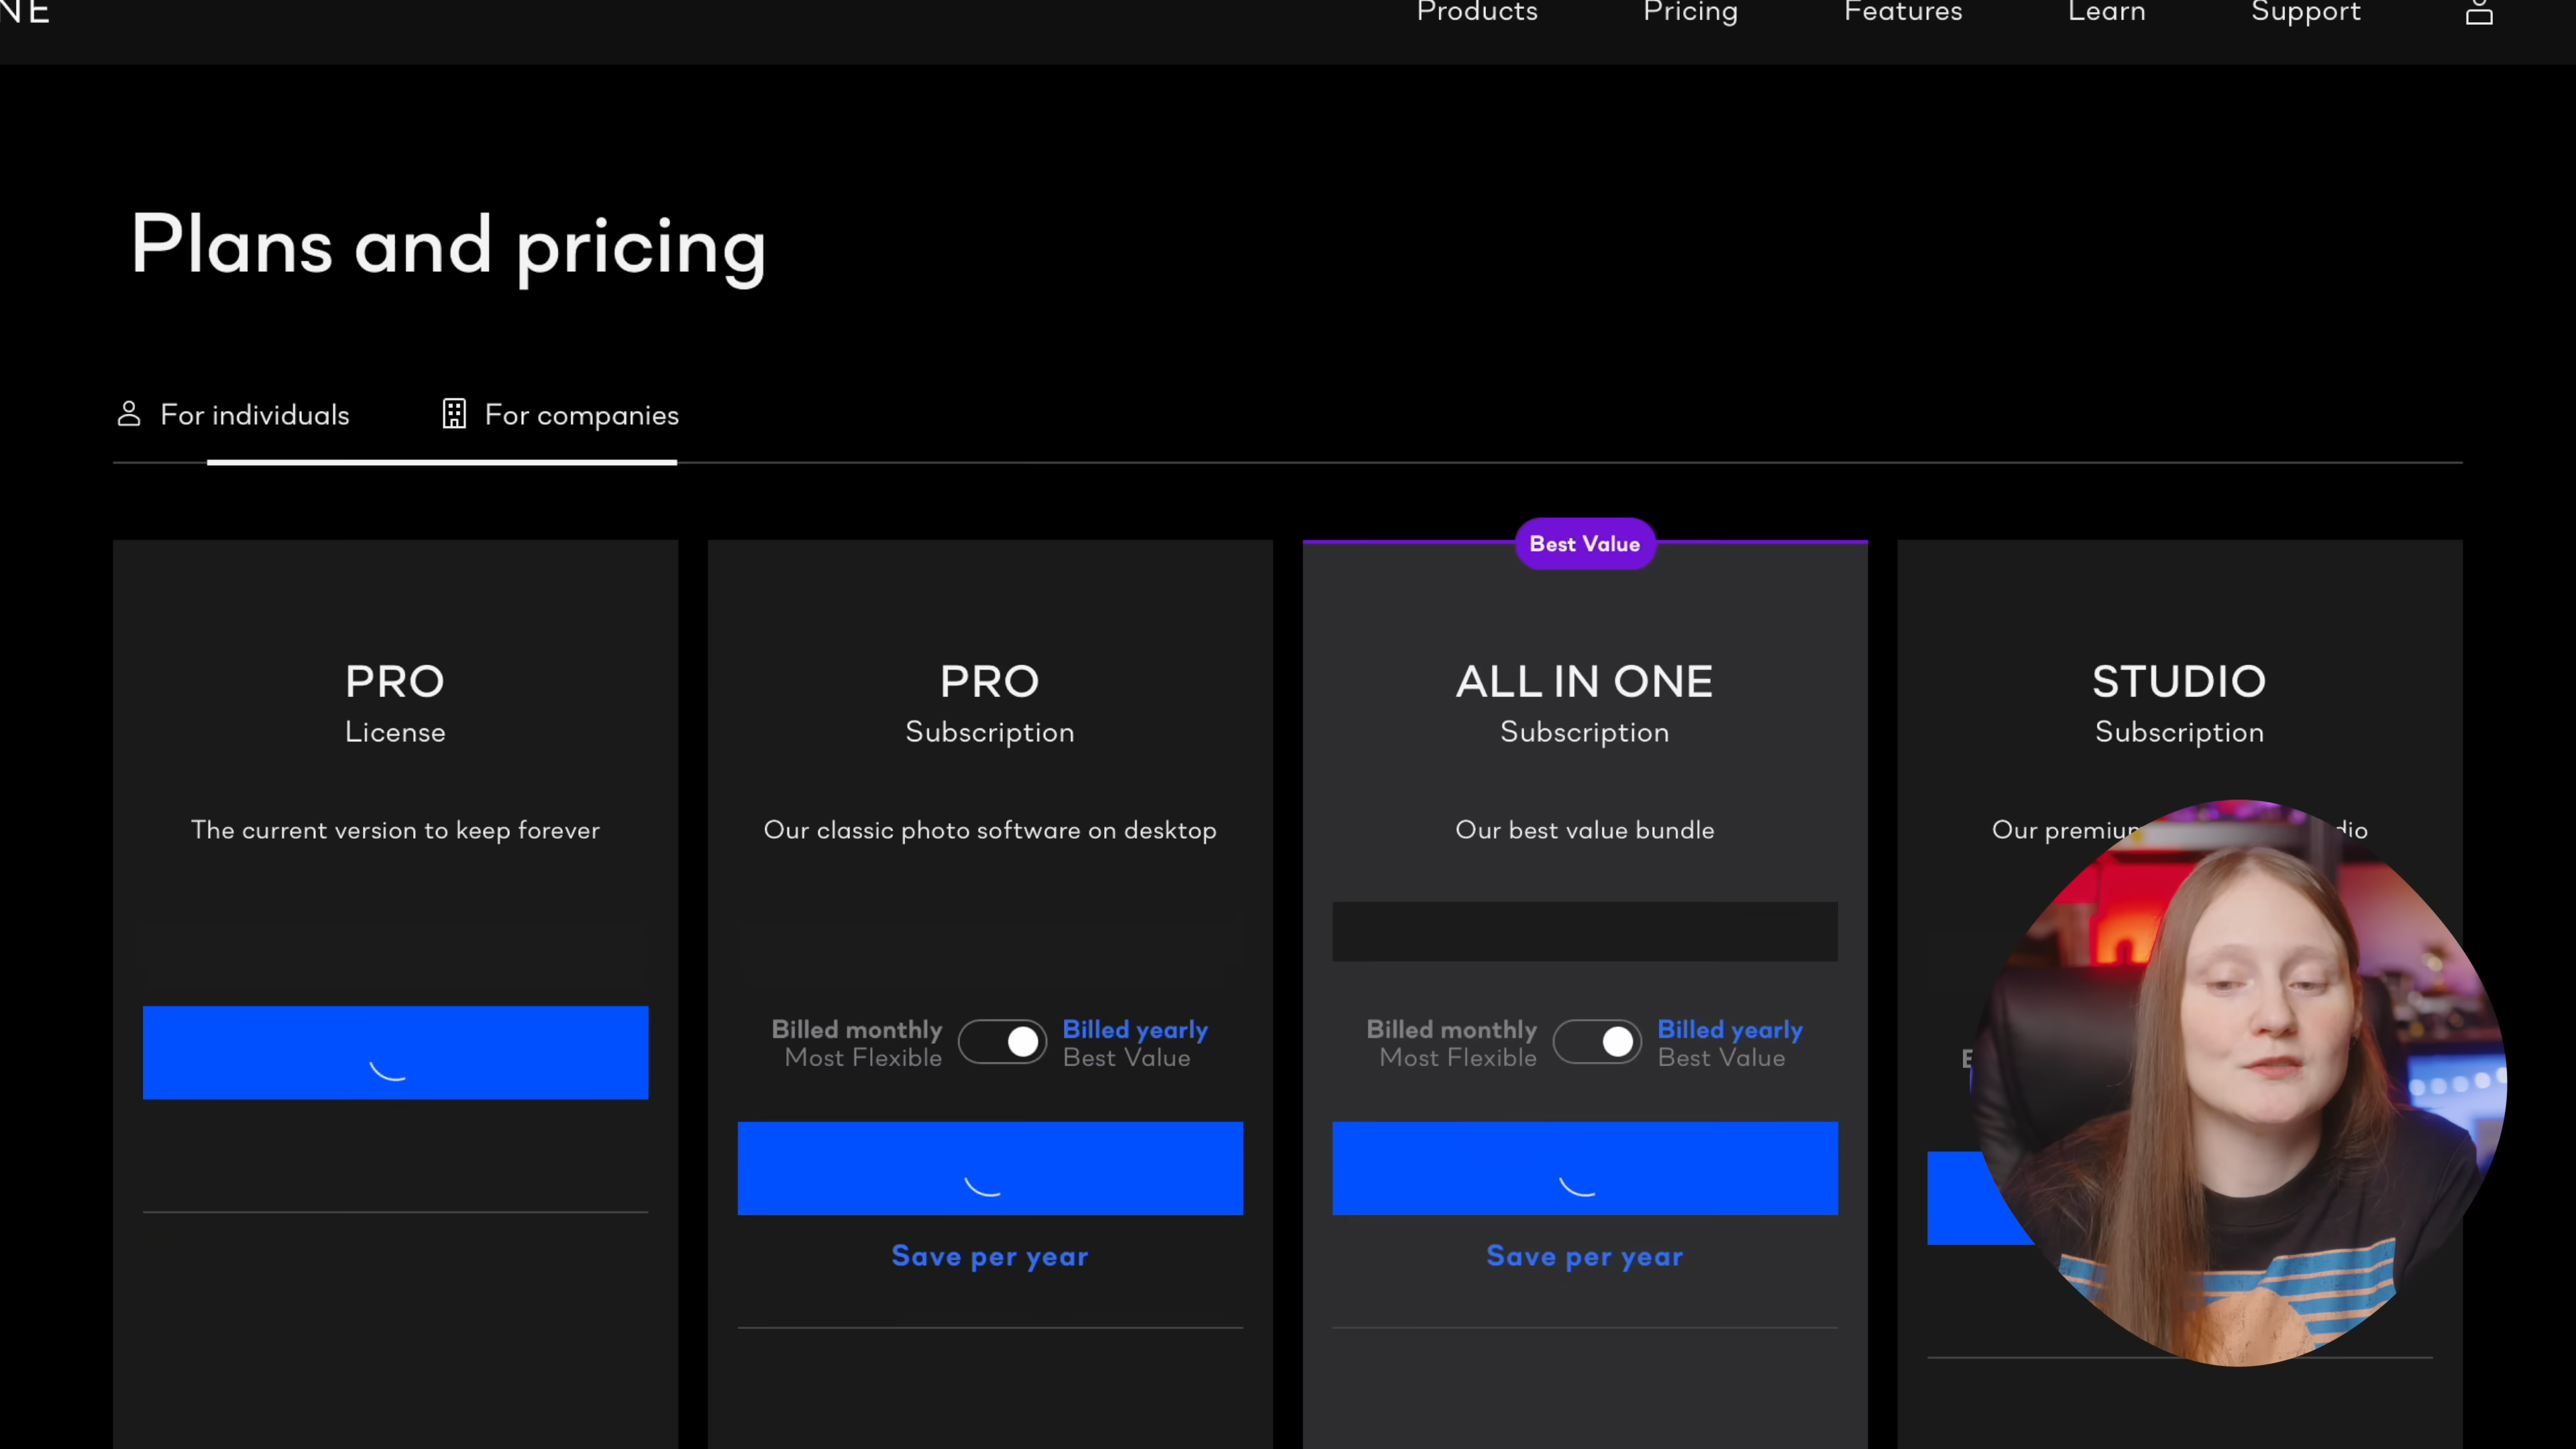 NE
Products
Pricing
Features
Learn
Support
Plans and pricing
For individuals
For companies
PRO
License
The current version to keep forever
PRO
Subscription
Our classic photo software on desktop
Billed monthly
Most Flexible
Billed yearly
Best Value
Save per year
Best Value
ALL IN ONE
Subscription
Our best value bundle
Billed monthly
Most Flexible
Billed yearly
Best Value
Save per year
STUDIO
Subscription
Our